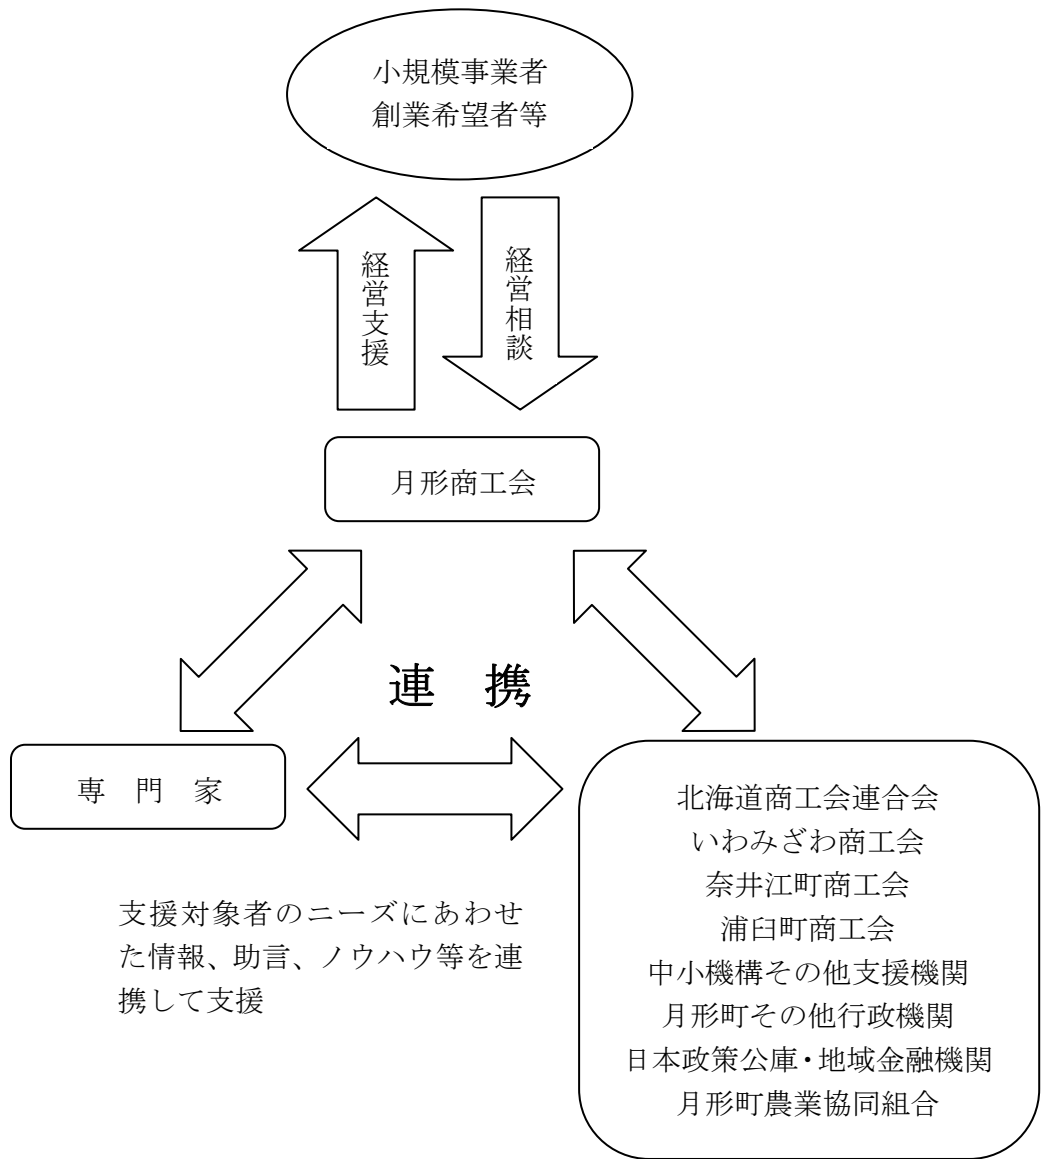 小規模事業者
創業希望者等
経営支援
経営相談
月形商工会
連　携
専　門　家
北海道商工会連合会
いわみざわ商工会
奈井江町商工会
浦臼町商工会
中小機構その他支援機関
月形町その他行政機関
日本政策公庫・地域金融機関
月形町農業協同組合
支援対象者のニーズにあわせ
た情報、助言、ノウハウ等を連
携して支援